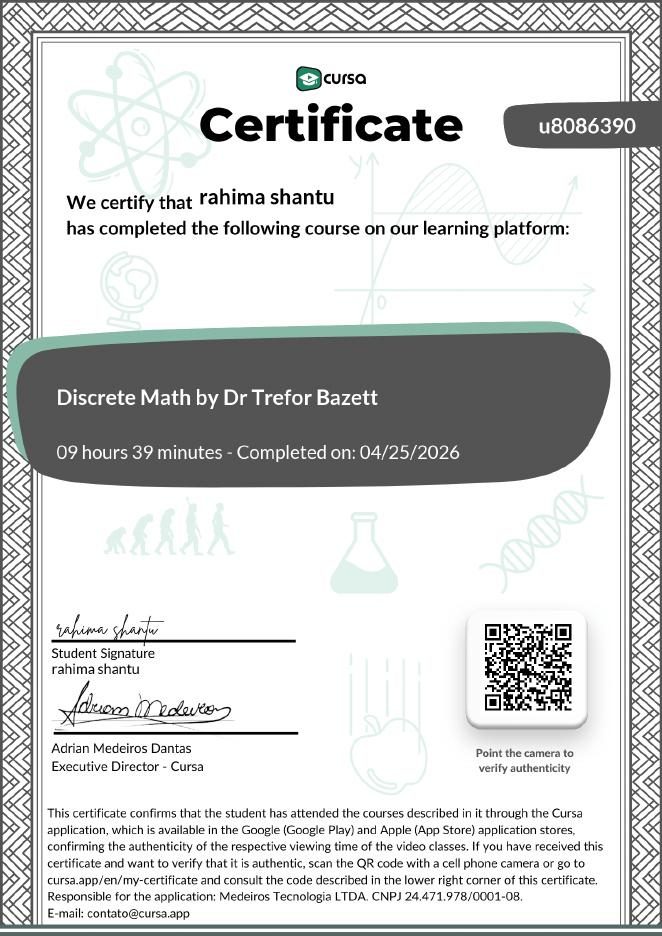 cursa
Certificate
u8086390
We certify that rahima shantu
has completed the following course on our learning platform:
y
0
x
Discrete Math by Dr Trefor Bazett
09 hours 39 minutes - Completed on: 04/25/2026
rahima shantu
Student Signature
rahima shantu
Adrian Medeiros
Adrian Medeiros Dantas
Executive Director - Cursa
Point the camera to
verify authenticity
This certificate confirms that the student has attended the courses described in it through the Cursa
application, which is available in the Google (Google Play) and Apple (App Store) application stores,
confirming the authenticity of the respective viewing time of the video classes. If you have received this
certificate and want to verify that it is authentic, scan the QR code with a cell phone camera or go to
cursa.app/en/my-certificate and consult the code described in the lower right corner of this certificate.
Responsible for the application: Medeiros Tecnologia LTDA. CNPJ 24.471.978/0001-08.
E-mail: contato@cursa.app